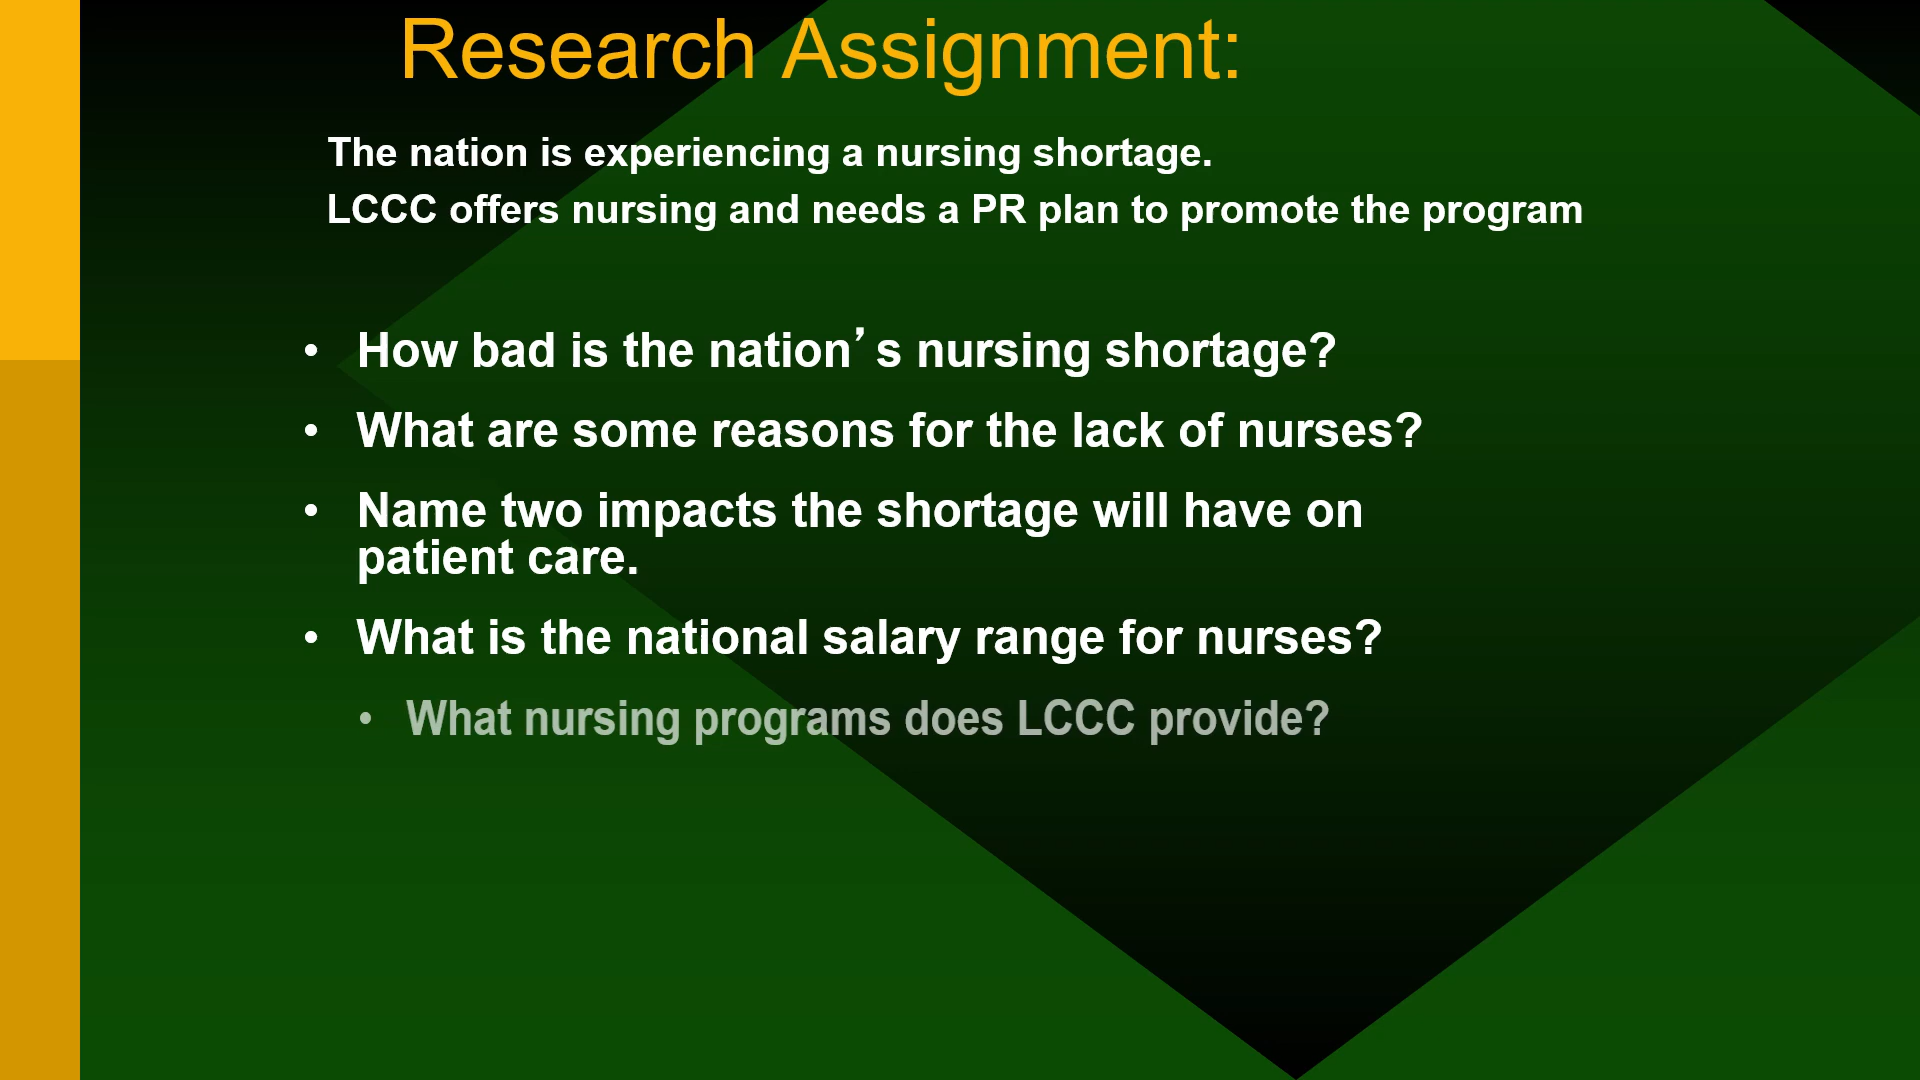 Research Assignment:
The nation is experiencing a nursing shortage.
LCCC offers nursing and needs a PR plan to promote the program
• How bad is the nation’s nursing shortage?
• What are some reasons for the lack of nurses?
• Name two impacts the shortage will have on
patient care.
• What is the national salary range for nurses?
• What nursing programs does LCCC provide?